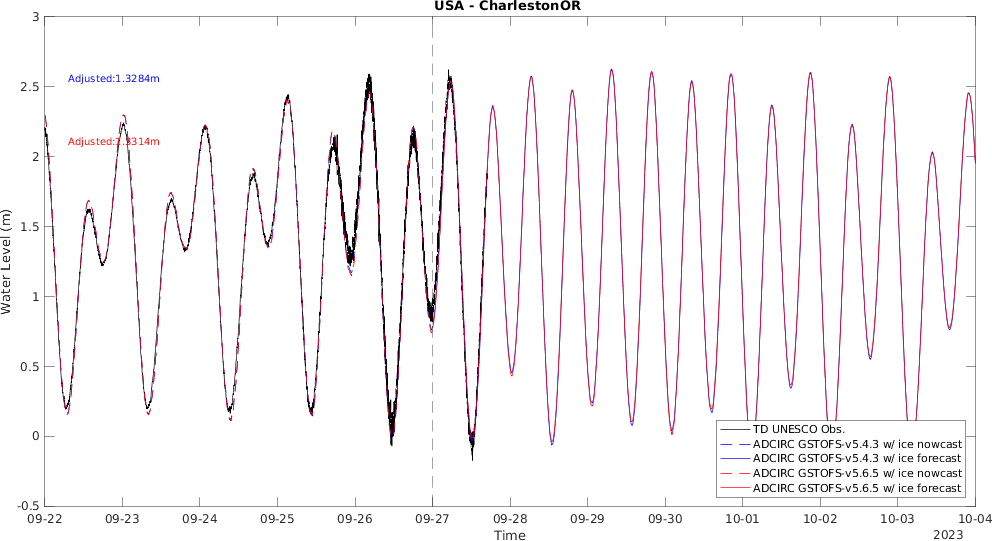 USA - CharlestonOR
3
2.5
2
1.5
1
0.5
0
-0.5
Water Level (m)
Adjusted:1.3284m
Adjusted:1.3314m
TD UNESCO Obs.
ADCIRC GSTOFS-v5.4.3 w/ ice nowcast
ADCIRC GSTOFS-v5.4.3 w/ ice forecast
ADCIRC GSTOFS-v5.6.5 w/ ice nowcast
ADCIRC GSTOFS-v5.6.5 w/ ice forecast
09-22 09-23 09-24 09-25 09-26 09-27 09-28 09-29 09-30 10-01 10-02 10-03 10-04
Time
2023